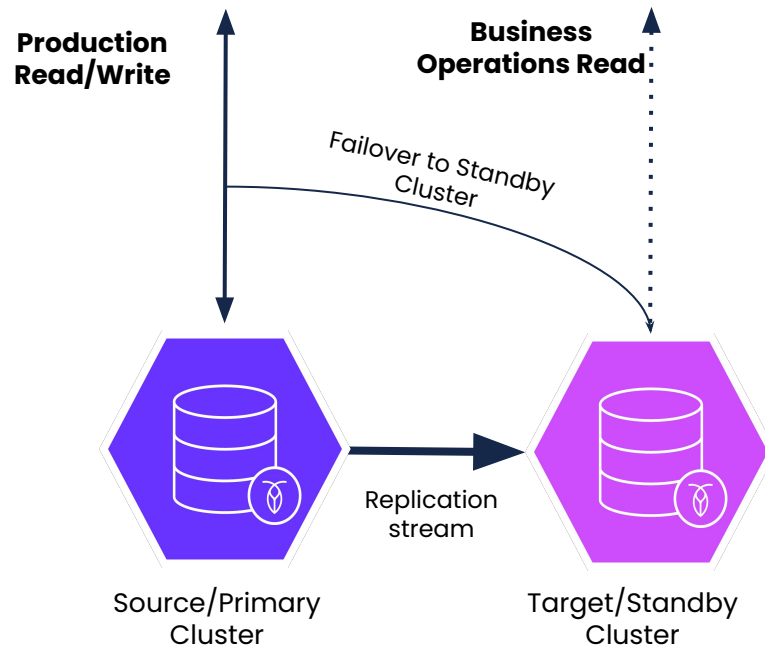 Production
Read/Write
Business
Operations Read
Failover to Standby
Cluster
Replication
stream
Source/Primary
Cluster
Target/Standby
Cluster